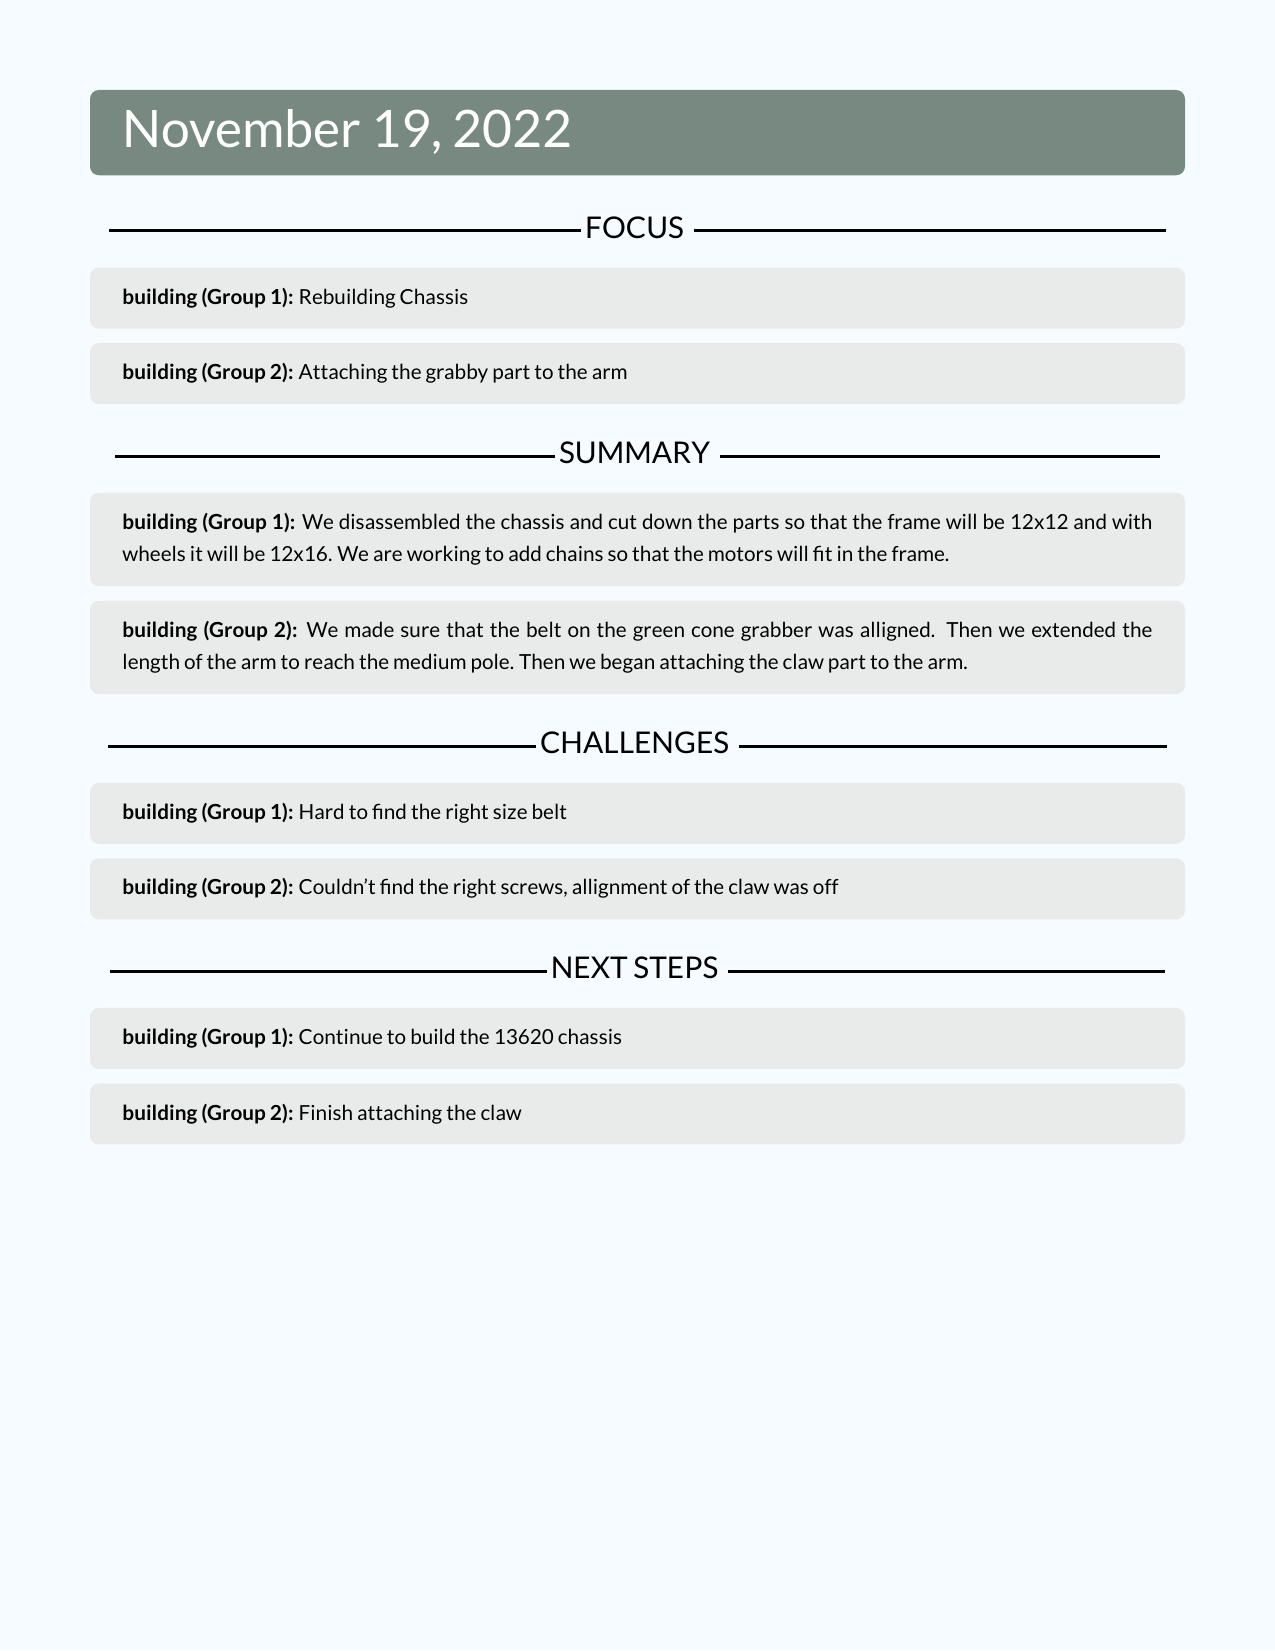 November 19, 2022
FOCUS
building (Group 1): Rebuilding Chassis
building (Group 2): Attaching the grabby part to the arm
SUMMARY
building (Group 1): We disassembled the chassis and cut down the parts so that the frame will be 12x12 and with
wheels it will be 12x16. We are working to add chains so that the motors will fit in the frame.
building (Group 2): We made sure that the belt on the green cone grabber was alligned. Then we extended the
length of the arm to reach the medium pole. Then we began attaching the claw part to the arm.
CHALLENGES
building (Group 1): Hard to find the right size belt
building (Group 2): Couldn’t find the right screws, allignment of the claw was off
NEXT STEPS
building (Group 1): Continue to build the 13620 chassis
building (Group 2): Finish attaching the claw